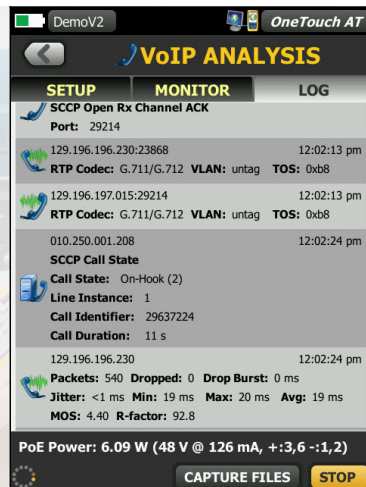 DemoV2
OneTouch AT
VoIP ANALYSIS
SETUP MONITOR LOG
SCCP Open Rx Channel ACK
Port: 29214
129.196.196.230:23868 12:02:13 pm
RTP Codec: G.711/G.712 VLAN: untag TOS: 0xb8
129.196.197.015:29214 12:02:13 pm
RTP Codec: G.711/G.712 VLAN: untag TOS: 0xb8
010.250.001.208 12:02:24 pm
SCCP Call State
Call State: On-Hook (2)
Line Instance: 1
Call Identifier: 29637224
Call Duration: 11 s
129.196.196.230 12:02:24 pm
Packets: 540 Dropped: 0 Drop Burst: 0 ms
Jitter: <1 ms Min: 19 ms Max: 20 ms Avg: 19 ms
MOS: 4.40 R-factor: 92.8
PoE Power: 6.09 W (48 V @ 126 mA, +:3,6 -:1,2)
CAPTURE FILES STOP